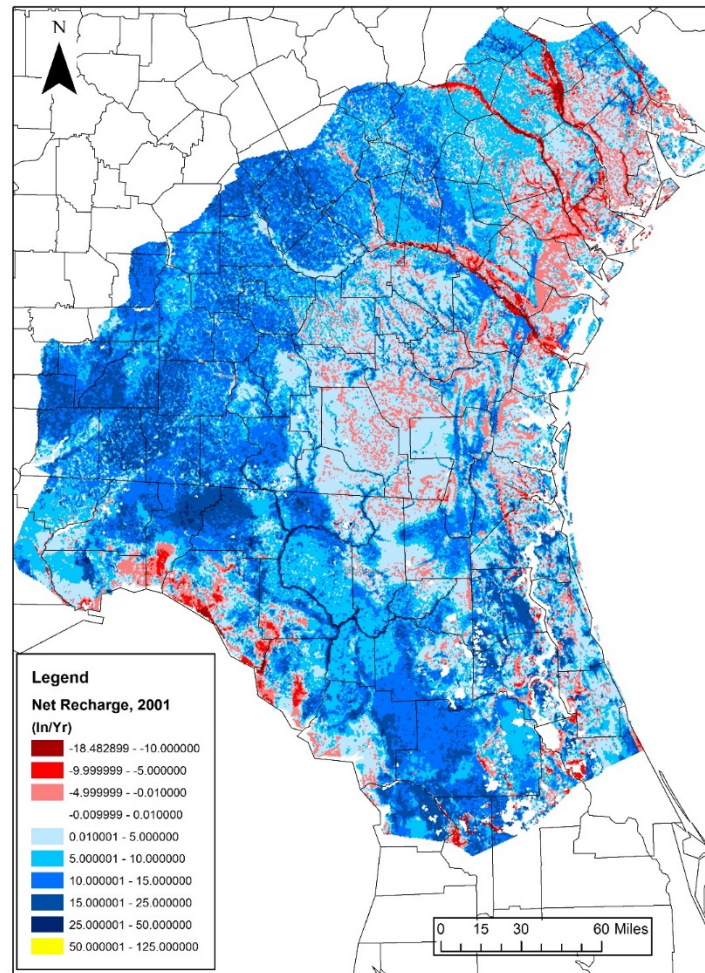 N
Legend
Net Recharge, 2001
(In/Yr)
-18.482899 - -10.000000
-9.999999 - -5.000000
-4.999999 - -0.010000
-0.009999 - 0.010000
0.010001 - 5.000000
5.000001 - 10.000000
10.000001 - 15.000000
15.000001 - 25.000000
25.000001 - 50.000000
50.000001 - 125.000000
0 15 30 60 Miles